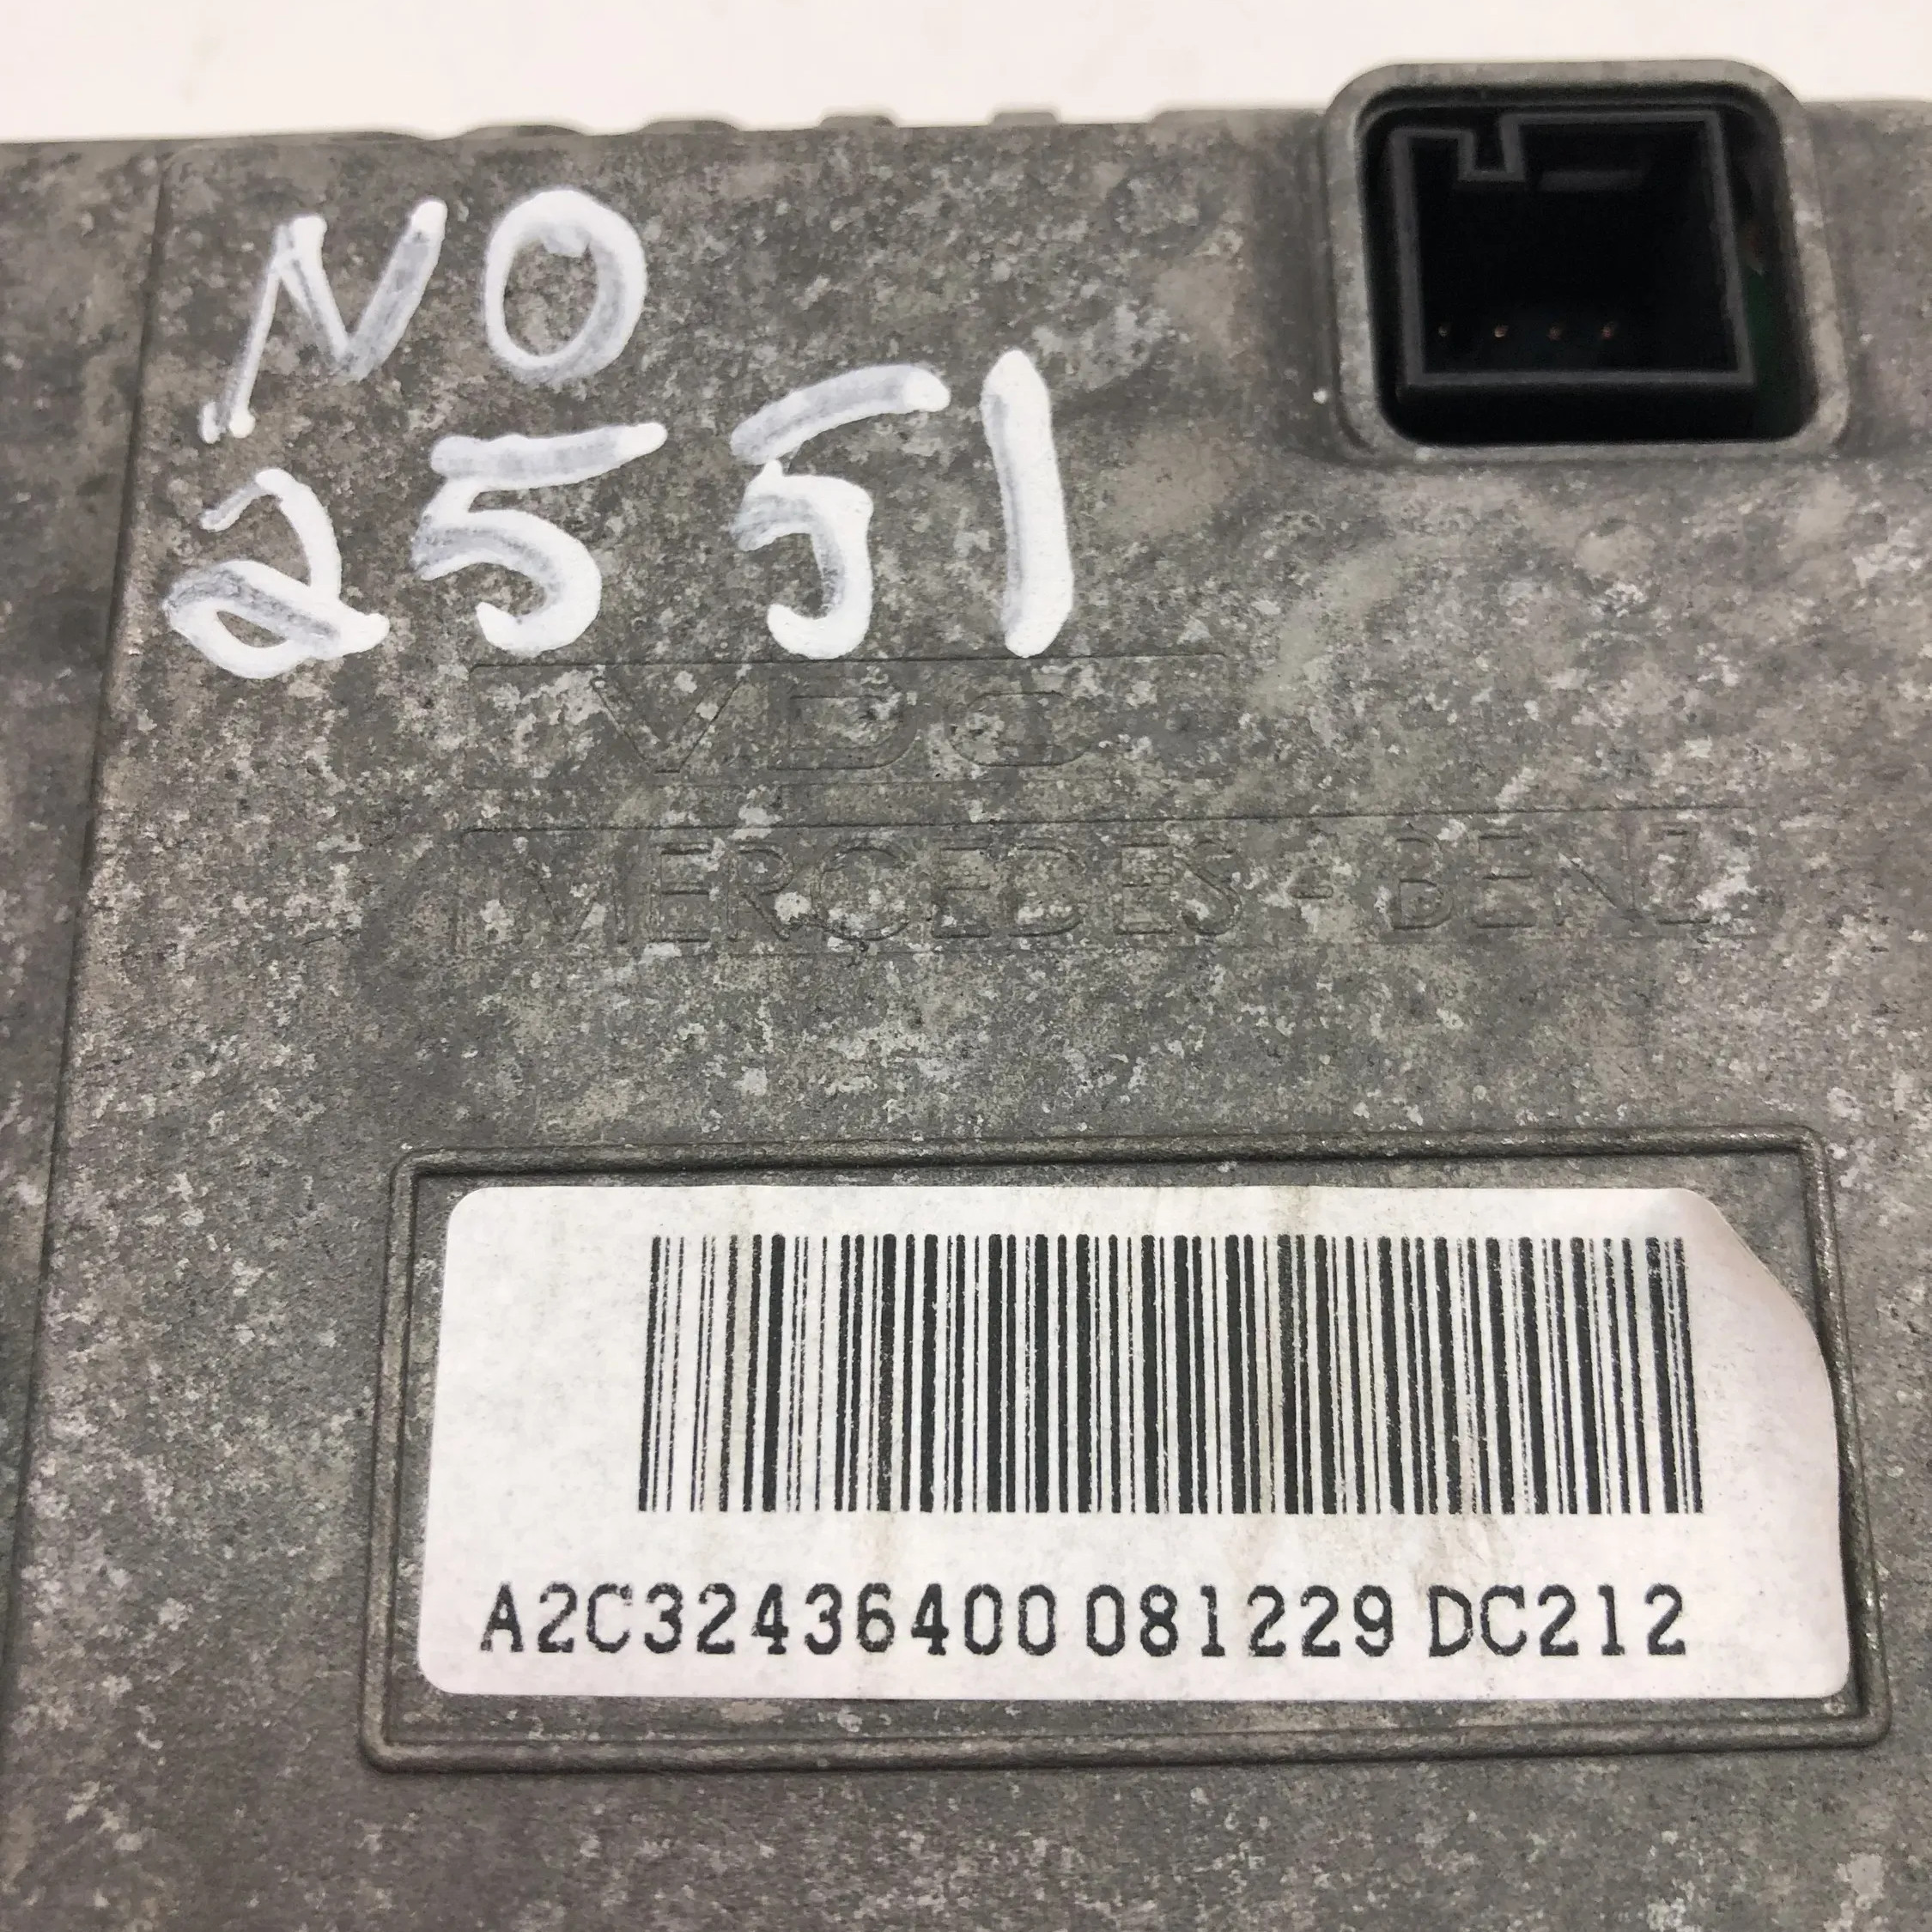 NO
2551
VDO
MERCEDES-BENZ
A2C32436400 081229 DC212